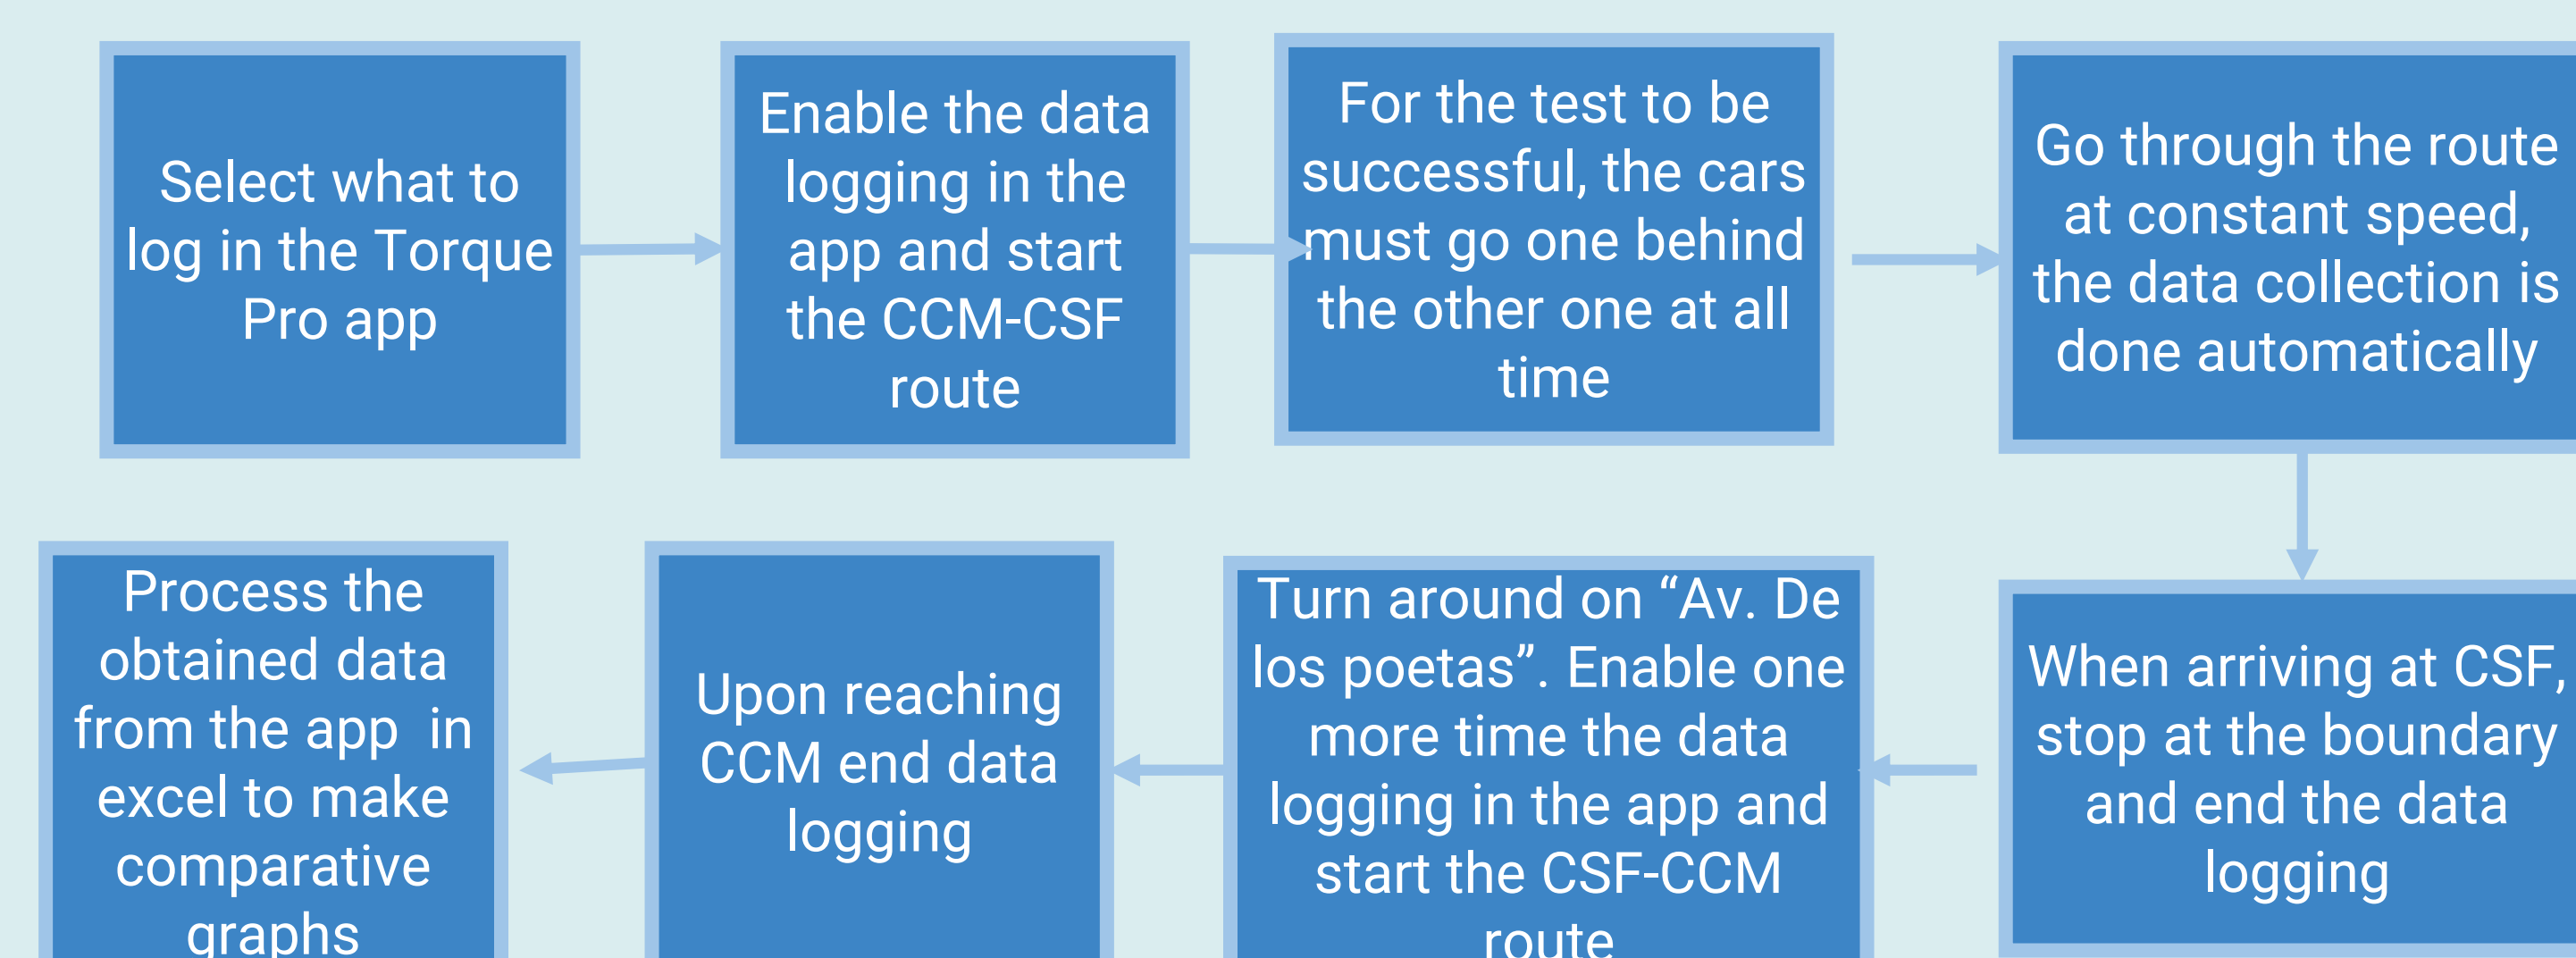 Select what to
log in the Torque
Pro app
Enable the data
logging in the
app and start
the CCM-CSF
route
For the test to be
successful, the cars
must go one behind
the other one at all
time
Go through the route
at constant speed,
the data collection is
done automatically
When arriving at CSF,
stop at the boundary
and end the data
logging
Turn around on “Av. De
los poetas”. Enable one
more time the data
logging in the app and
start the CSF-CCM
route
Upon reaching
CCM end data
logging
Process the
obtained data
from the app  in
excel to make
comparative
graphs